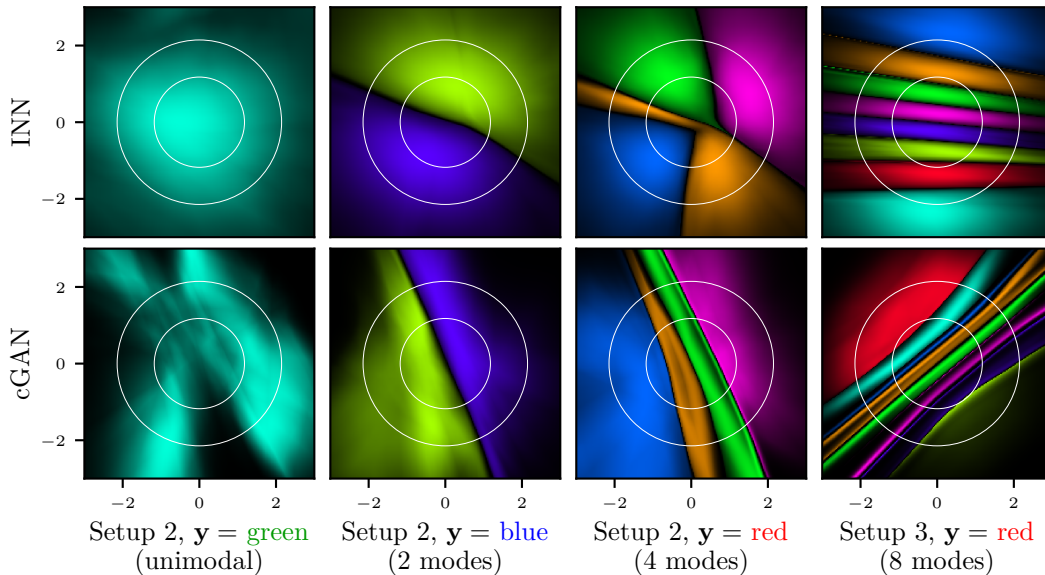 INN
2
0
−2
cGAN
2
0
−2
−2 0 2 −2 0 2 −2 0 2 −2 0 2
Setup 2, y = green Setup 2, y = blue Setup 2, y = red Setup 3, y = red
(unimodal) (2 modes) (4 modes) (8 modes)